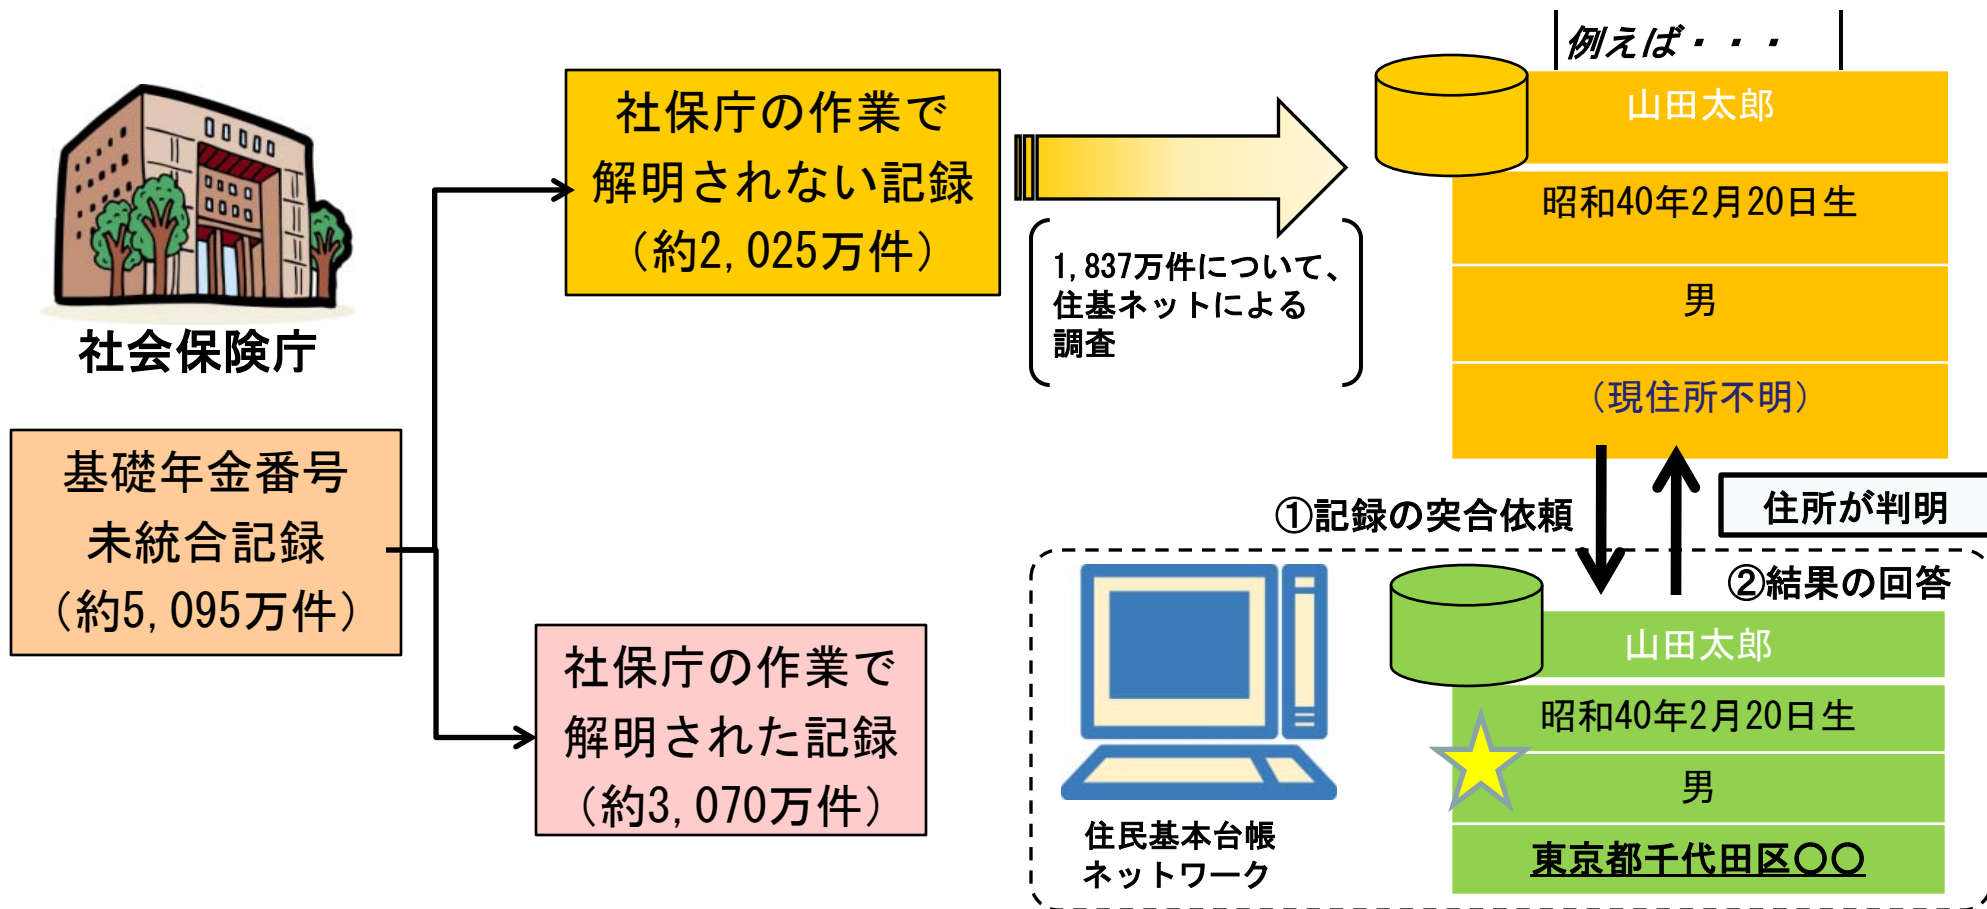 社会保険庁
基礎年金番号
未統合記録
（約5,095万件）
社保庁の作業で
解明されない記録
（約2,025万件）
社保庁の作業で
解明された記録
（約3,070万件）
1,837万件について、
住基ネットによる
調査
例えば・・・
山田太郎
昭和40年2月20日生
男
（現住所不明）
①記録の突合依頼
住所が判明
②結果の回答
住民基本台帳
ネットワーク
山田太郎
昭和40年2月20日生
男
東京都千代田区○○